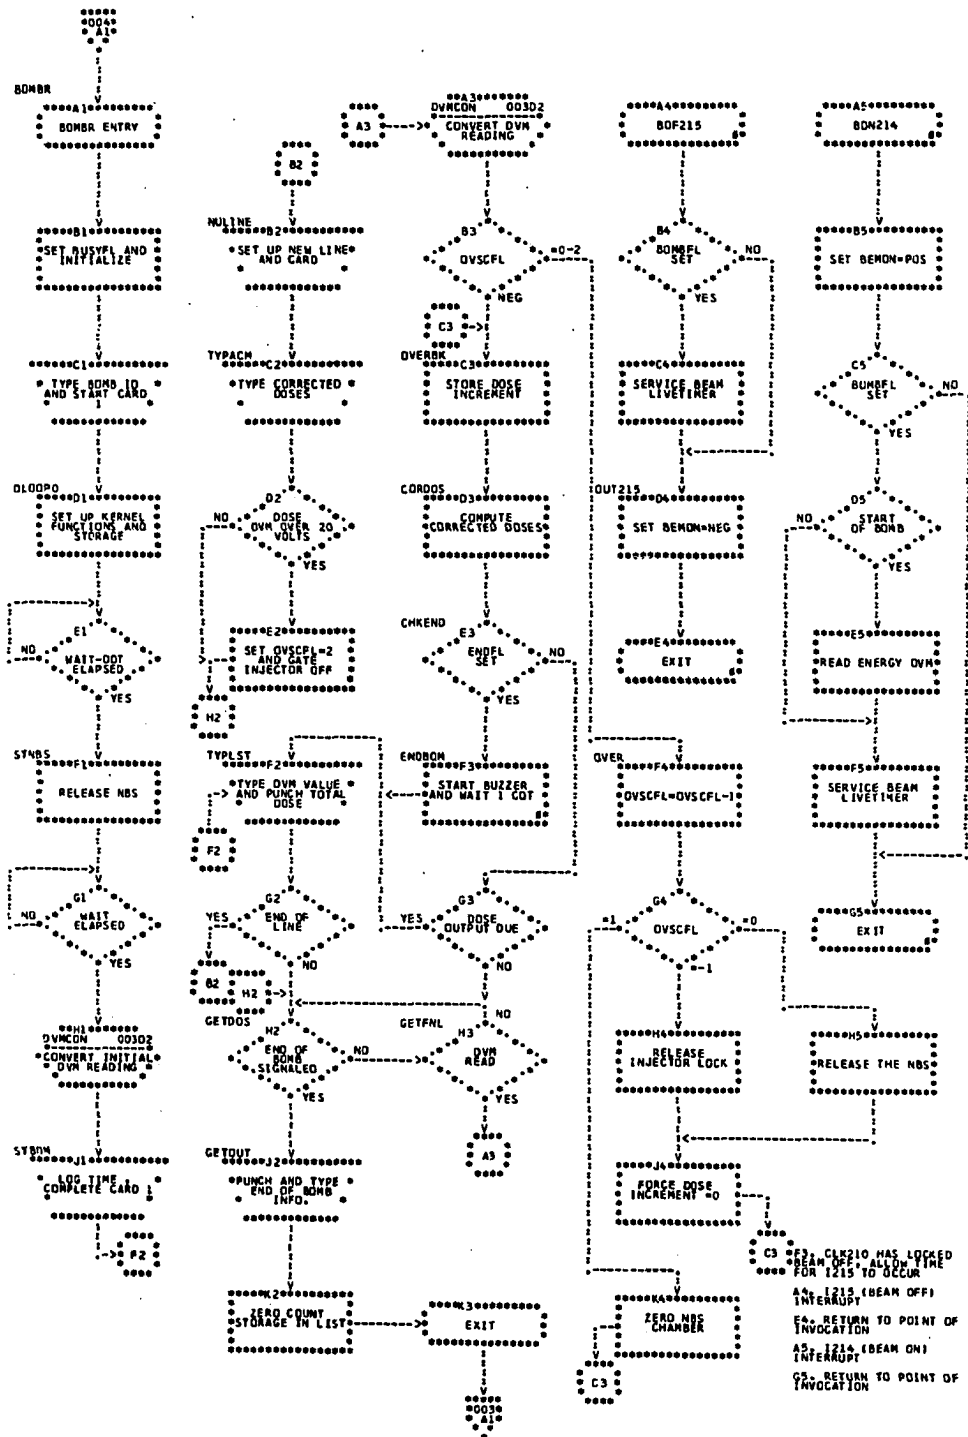 004
A1
BOMBR
A1
BOMBR ENTRY
B1
SET BUSYFL AND
INITIALIZE
C1
TYPE BOMB ID
AND START CARD
1
DLOOP0
D1
SET UP KERNEL
FUNCTIONS AND
STORAGE
E1
NO
WAIT-DDT
ELAPSED
YES
STNBS
F1
RELEASE NBS
G1
NO
WAIT
ELAPSED
YES
H1
DVMCON 003D2
CONVERT INITIAL
DVM READING
STBOM
J1
LOG TIME,
COMPLETE CARD 1
F2
B2
NULINE
B2
SET UP NEW LINE
AND CARD
TYPACM
C2
TYPE CORRECTED
DOSES
D2
NO
DOSE
DVM OVER 20
VOLTS
YES
E2
SET OVSCFL=2
AND GATE
INJECTOR OFF
H2
TYPLST
F2
TYPE DVM VALUE
AND PUNCH TOTAL
DOSE
F2
G2
YES
END OF
LINE
NO
B2
H2
GETDOS
H2
END OF
BOMB
SIGNALED
NO
YES
GETOUT
J2
PUNCH AND TYPE
END OF BOMB
INFO.
K2
ZERO COUNT
STORAGE IN LIST
A3
A3
DVMCON 003D2
CONVERT DVM
READING
B3
OVSCFL
=0-2
NEG
C3
OVERBK
C3
STORE DOSE
INCREMENT
CORDOS
D3
COMPUTE
CORRECTED DOSES
CHKEND
E3
ENDFL
SET
NO
YES
ENDBOM
F3
START BUZZER
AND WAIT 1 CDT
G3
YES
DOSE
OUTPUT DUE
NO
GETFNL
NO
H3
DVM
READ
YES
A3
K3
EXIT
003
A1
A4
BOF215
B4
BOMBFL
SET
NO
YES
C4
SERVICE BEAM
LIVETIMER
OUT215
D4
SET BEMON=NEG
E4
EXIT
OVER
F4
OVSCFL=OVSCFL-1
G4
=1
OVSCFL
=0
=-1
H4
RELEASE
INJECTOR LOCK
J4
FORCE DOSE
INCREMENT =0
C3
K4
ZERO NBS
CHAMBER
C3
A5
BON214
B5
SET BEMON=POS
C5
BOMBFL
SET
NO
YES
D5
NO
START
OF BOMB
YES
E5
READ ENERGY DVM
F5
SERVICE BEAM
LIVETIMER
G5
EXIT
H5
RELEASE THE NBS
F3. CLK210 HAS LOCKED
BEAM OFF, ALLOW TIME
FOR I215 TO OCCUR
A4. I215 (BEAM OFF)
INTERRUPT
E4. RETURN TO POINT OF
INVOCATION
A5. I214 (BEAM ON)
INTERRUPT
G5. RETURN TO POINT OF
INVOCATION